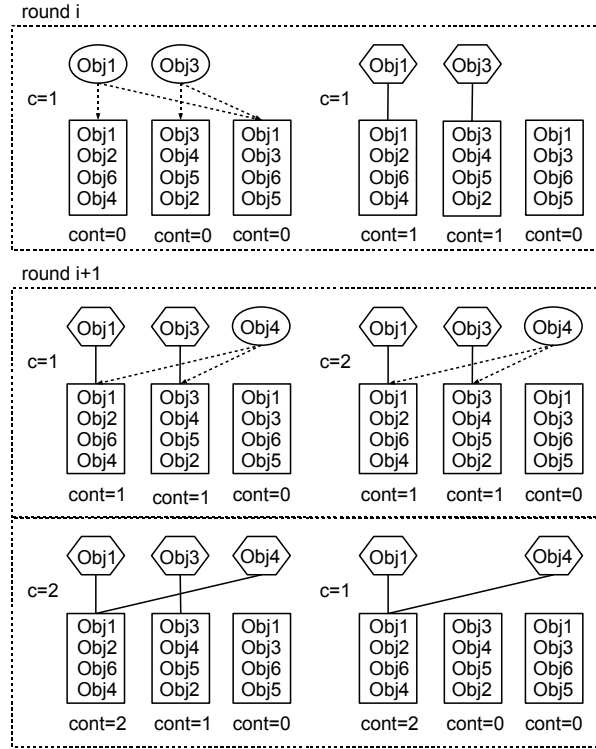 round i
Obj1 Obj3 Obj1 Obj3
c=1 c=1
Obj1 Obj3 Obj1 Obj1 Obj3 Obj1
Obj2 Obj4 Obj3 Obj2 Obj4 Obj3
Obj6 Obj5 Obj6 Obj6 Obj5 Obj6
Obj4 Obj2 Obj5 Obj4 Obj2 Obj5
cont=0 cont=0 cont=0 cont=1 cont=1 cont=0
round i+1
Obj1 Obj3 Obj4 Obj1 Obj3 Obj4
c=1 c=2
Obj1 Obj3 Obj1 Obj1 Obj3 Obj1
Obj2 Obj4 Obj3 Obj2 Obj4 Obj3
Obj6 Obj5 Obj6 Obj6 Obj5 Obj6
Obj4 Obj2 Obj5 Obj4 Obj2 Obj5
cont=1 cont=1 cont=0 cont=1 cont=1 cont=0
Obj1 Obj3 Obj4 Obj1 Obj4
c=2 c=1
Obj1 Obj3 Obj1 Obj1 Obj3 Obj1
Obj2 Obj4 Obj3 Obj2 Obj4 Obj3
Obj6 Obj5 Obj6 Obj6 Obj5 Obj6
Obj4 Obj2 Obj5 Obj4 Obj2 Obj5
cont=2 cont=1 cont=0 cont=2 cont=0 cont=0